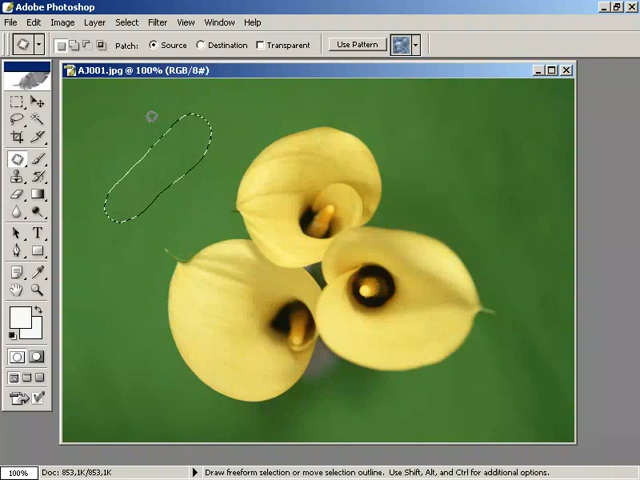 Adobe Photoshop
File Edit Image Layer Select Filter View Window Help
Patch: Source Destination Transparent Use Pattern
AJ001.jpg @ 100% (RGB/8#)
T
100% Doc: 853,1K/853,1K Draw freeform selection or move selection outline. Use Shift, Alt, and Ctrl for additional options.